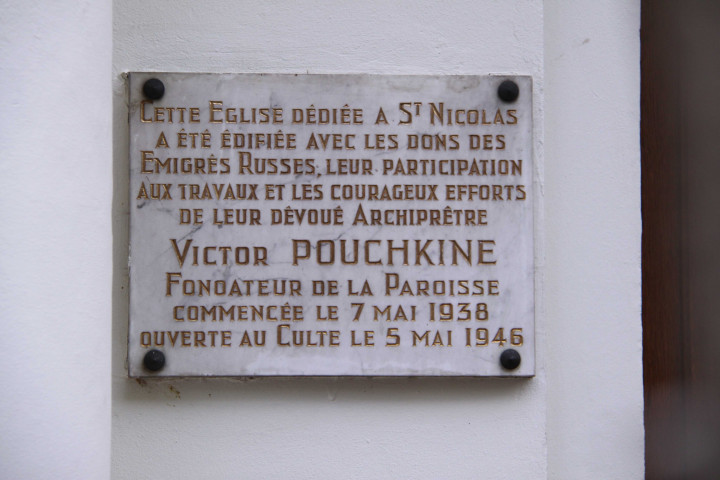 CETTE EGLISE DÉDIÉE A ST NICOLAS
A ÉTÉ ÉDIFIÉE AVEC LES DONS DES
EMIGRÉS RUSSES, LEUR PARTICIPATION
AUX TRAVAUX ET LES COURAGEUX EFFORTS
DE LEUR DÉVOUÉ ARCHIPRÊTRE
VICTOR POUCHKINE
FONOATEUR DE LA PAROISSE
COMMENCÉE LE 7 MAI 1938
OUVERTE AU CULTE LE 5 MAI 1946